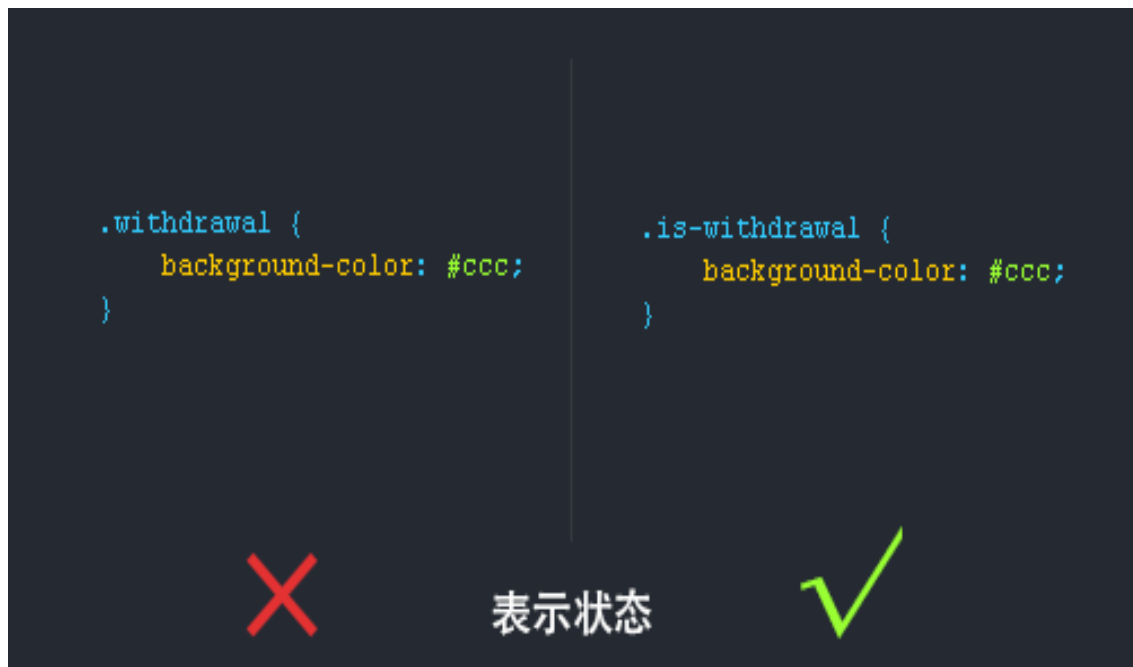 .withdrawal {
background-color: #ccc;
}
.is-withdrawal {
background-color: #ccc;
}
表示状态